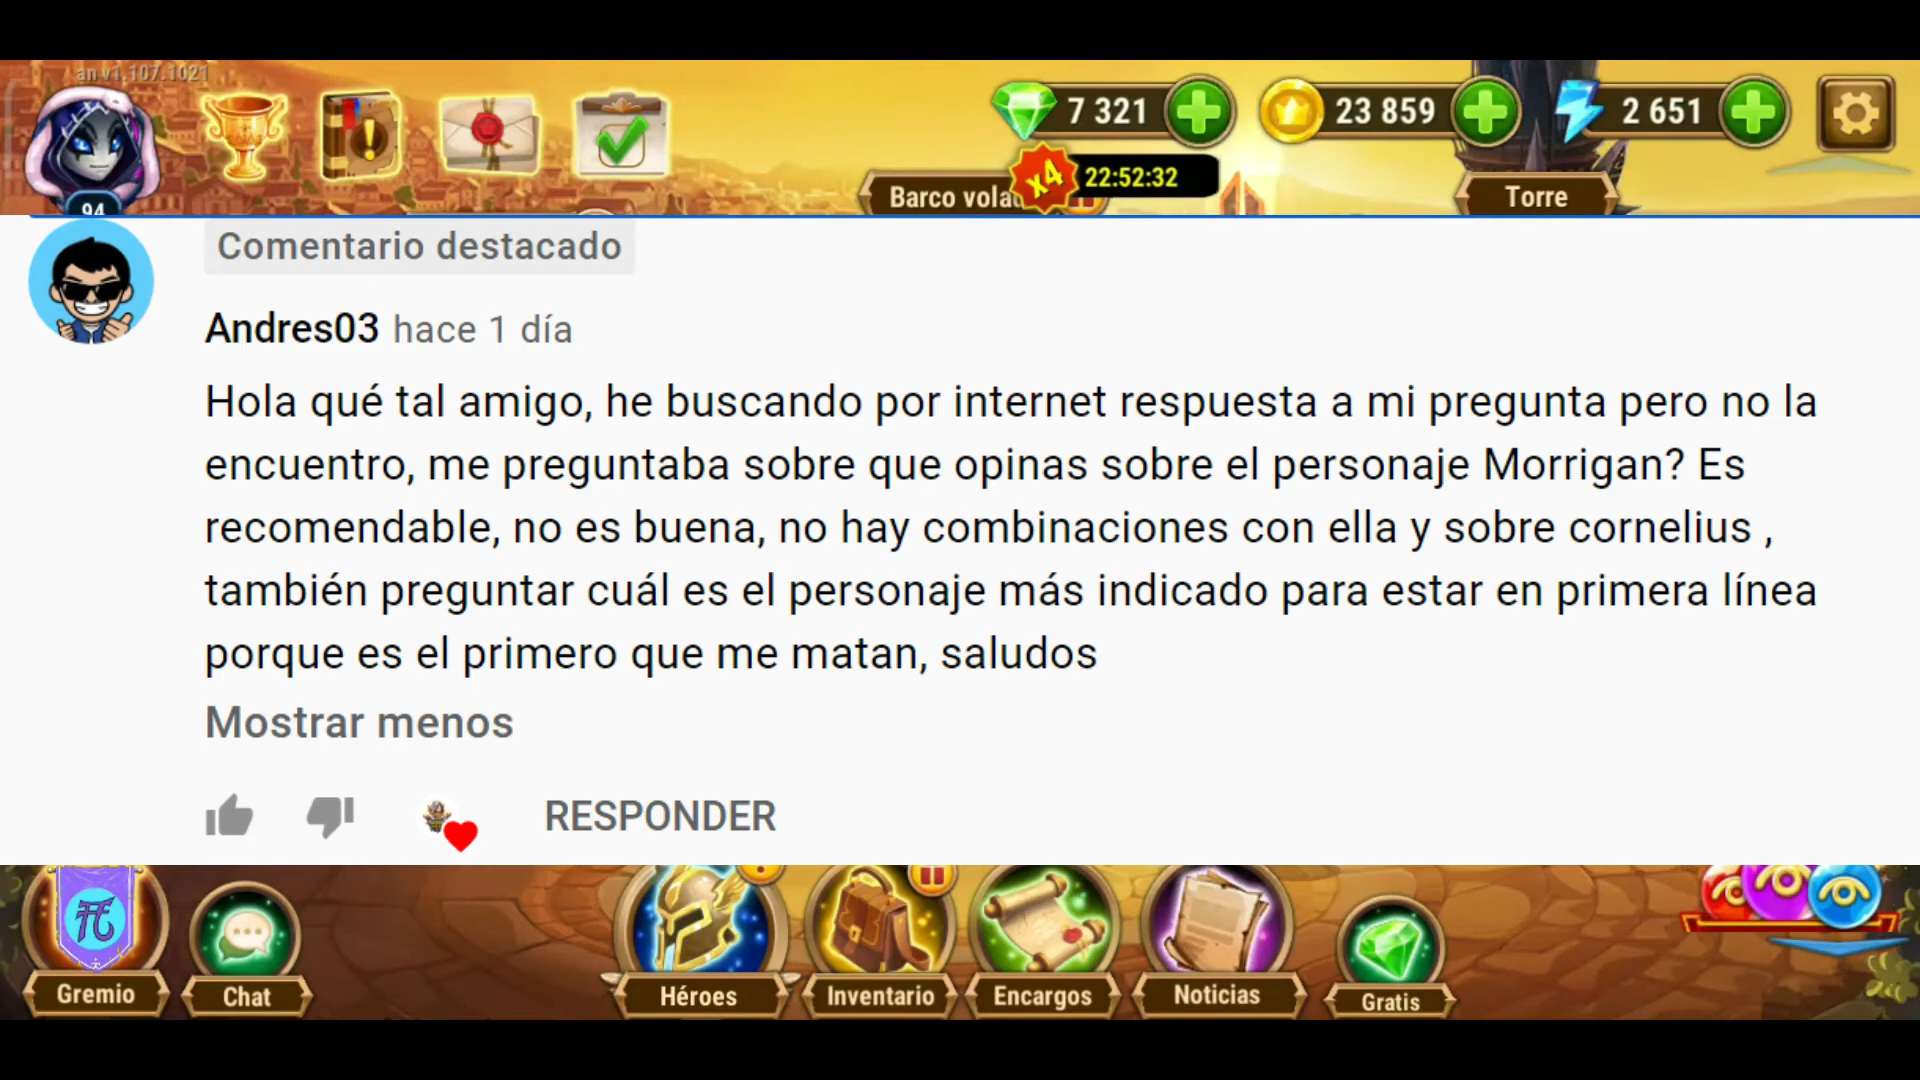 an v1.107.1021
7 321
23 859
2 651
94
x4
22:52:32
Barco vola
Torre
Comentario destacado
Andres03 hace 1 día
Hola qué tal amigo, he buscando por internet respuesta a mi pregunta pero no la
encuentro, me preguntaba sobre que opinas sobre el personaje Morrigan? Es
recomendable, no es buena, no hay combinaciones con ella y sobre cornelius ,
también preguntar cuál es el personaje más indicado para estar en primera línea
porque es el primero que me matan, saludos
Mostrar menos
RESPONDER
Gremio
Chat
Héroes
Inventario
Encargos
Noticias
Gratis